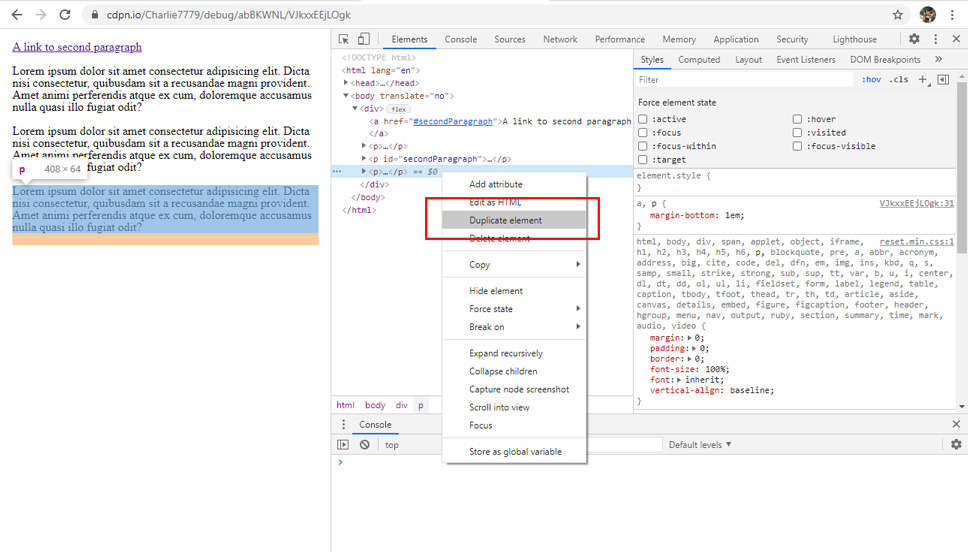 cdpn.io/Charlie7779/debug/abBKWNL/VJkxxEEjLOgk
A link to second paragraph
Lorem ipsum dolor sit amet consectetur adipisicing elit. Dicta
nisi consectetur, quibusdam sit a recusandae magni provident.
Amet animi perferendis atque ex cum, doloremque accusamus
nulla quasi illo fugiat odit?
Lorem ipsum dolor sit amet consectetur adipisicing elit. Dicta
nisi consectetur, quibusdam sit a recusandae magni provident.
Amet animi perferendis atque ex cum, doloremque accusamus
fugiat odit?
p 408 × 64
Lorem ipsum dolor sit amet consectetur adipisicing elit. Dicta
nisi consectetur, quibusdam sit a recusandae magni provident.
Amet animi perferendis atque ex cum, doloremque accusamus
nulla quasi illo fugiat odit?
Elements Console Sources Network Performance Memory Application Security Lighthouse
<!DOCTYPE html>
<html lang="en">
<head>…</head>
<body translate="no">
<div> flex
<a href="#secondParagraph">A link to second paragraph
</a>
<p>…</p>
<p id="secondParagraph">…</p>
<p>…</p> == $0
</div>
</body>
</html>
Add attribute
Edit as HTML
Duplicate element
Delete element
Copy
Hide element
Force state
Break on
Expand recursively
Collapse children
Capture node screenshot
Scroll into view
Focus
Store as global variable
html body div p
Console
top
Default levels ▼
Styles Computed Layout Event Listeners DOM Breakpoints »
Filter :hov .cls +
Force element state
:active :hover
:focus :visited
:focus-within :focus-visible
:target
element.style {
}
a, p { VJkxxEEjLOgk:31
margin-bottom: 1em;
}
html, body, div, span, applet, object, iframe, reset.min.css:1
h1, h2, h3, h4, h5, h6, p, blockquote, pre, a, abbr, acronym,
address, big, cite, code, del, dfn, em, img, ins, kbd, q, s,
samp, small, strike, strong, sub, sup, tt, var, b, u, i, center,
dl, dt, dd, ol, ul, li, fieldset, form, label, legend, table,
caption, tbody, tfoot, thead, tr, th, td, article, aside,
canvas, details, embed, figure, figcaption, footer, header,
hgroup, menu, nav, output, ruby, section, summary, time, mark,
audio, video {
margin: 0;
padding: 0;
border: 0;
font-size: 100%;
font: inherit;
vertical-align: baseline;
}